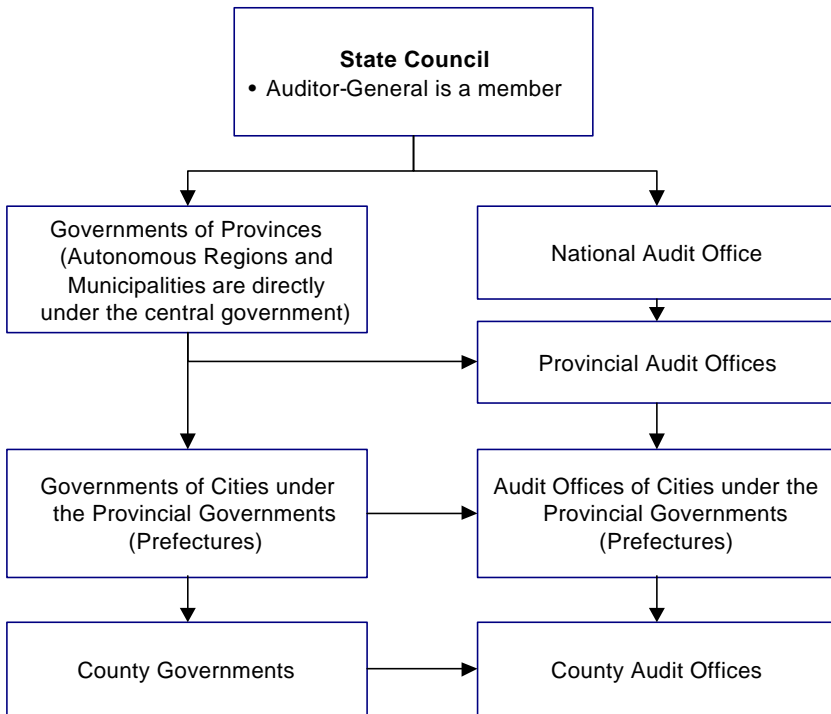 State Council
• Auditor-General is a member
Governments of Provinces
(Autonomous Regions and
Municipalities are directly
under the central government)
National Audit Office
Provincial Audit Offices
Governments of Cities under
the Provincial Governments
(Prefectures)
Audit Offices of Cities under the
Provincial Governments
(Prefectures)
County Governments
County Audit Offices